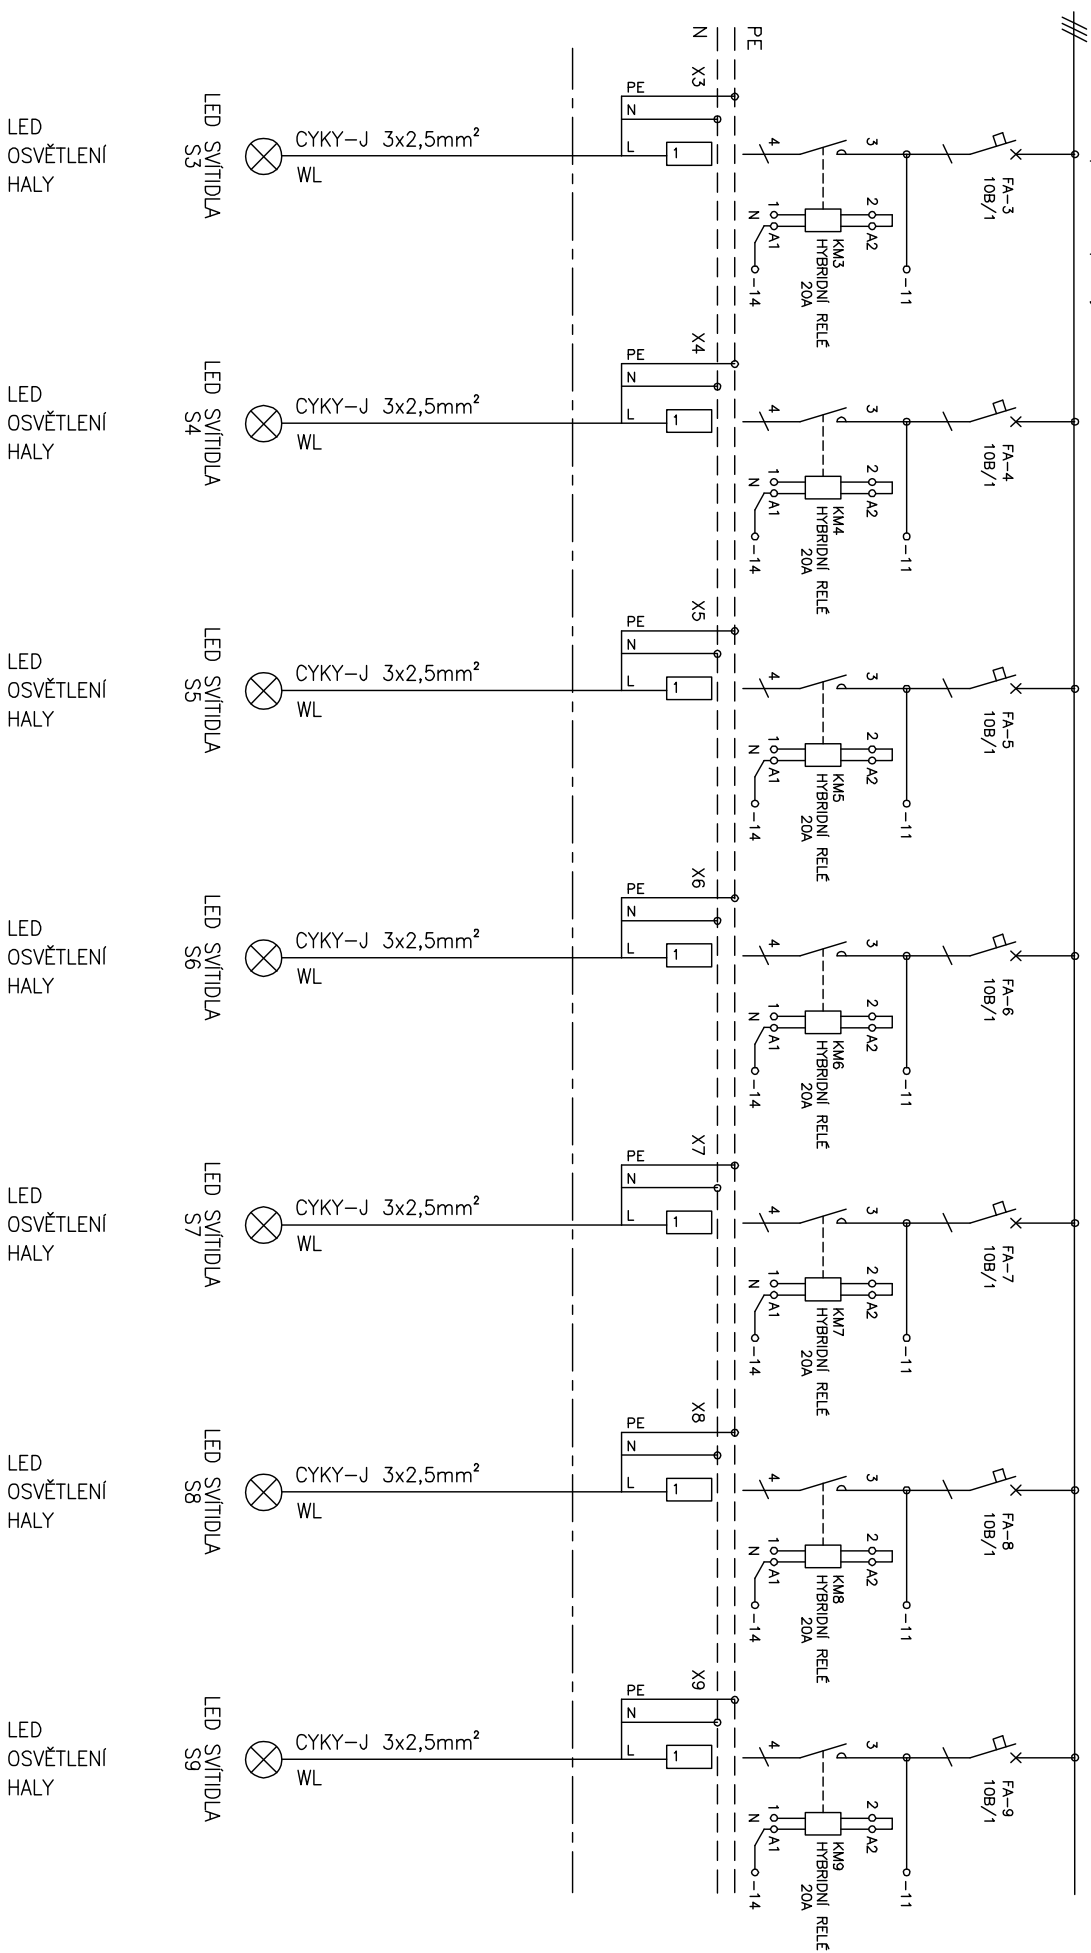 N
PE
X3
PE
N
L
1
4
3
FA-3
10B/1
2
1
N
A1
A2
KM3
HYBRIDNÍ RELÉ
20A
-14
-11
CYKY-J 3x2,5mm²
WL
LED SVÍTIDLA
S3
LED
OSVĚTLENÍ
HALY
X4
PE
N
L
1
4
3
FA-4
10B/1
2
1
N
A1
A2
KM4
HYBRIDNÍ RELÉ
20A
-14
-11
CYKY-J 3x2,5mm²
WL
LED SVÍTIDLA
S4
LED
OSVĚTLENÍ
HALY
X5
PE
N
L
1
4
3
FA-5
10B/1
2
1
N
A1
A2
KM5
HYBRIDNÍ RELÉ
20A
-14
-11
CYKY-J 3x2,5mm²
WL
LED SVÍTIDLA
S5
LED
OSVĚTLENÍ
HALY
X6
PE
N
L
1
4
3
FA-6
10B/1
2
1
N
A1
A2
KM6
HYBRIDNÍ RELÉ
20A
-14
-11
CYKY-J 3x2,5mm²
WL
LED SVÍTIDLA
S6
LED
OSVĚTLENÍ
HALY
X7
PE
N
L
1
4
3
FA-7
10B/1
2
1
N
A1
A2
KM7
HYBRIDNÍ RELÉ
20A
-14
-11
CYKY-J 3x2,5mm²
WL
LED SVÍTIDLA
S7
LED
OSVĚTLENÍ
HALY
X8
PE
N
L
1
4
3
FA-8
10B/1
2
1
N
A1
A2
KM8
HYBRIDNÍ RELÉ
20A
-14
-11
CYKY-J 3x2,5mm²
WL
LED SVÍTIDLA
S8
LED
OSVĚTLENÍ
HALY
X9
PE
N
L
1
4
3
FA-9
10B/1
2
1
N
A1
A2
KM9
HYBRIDNÍ RELÉ
20A
-14
-11
CYKY-J 3x2,5mm²
WL
LED SVÍTIDLA
S9
LED
OSVĚTLENÍ
HALY